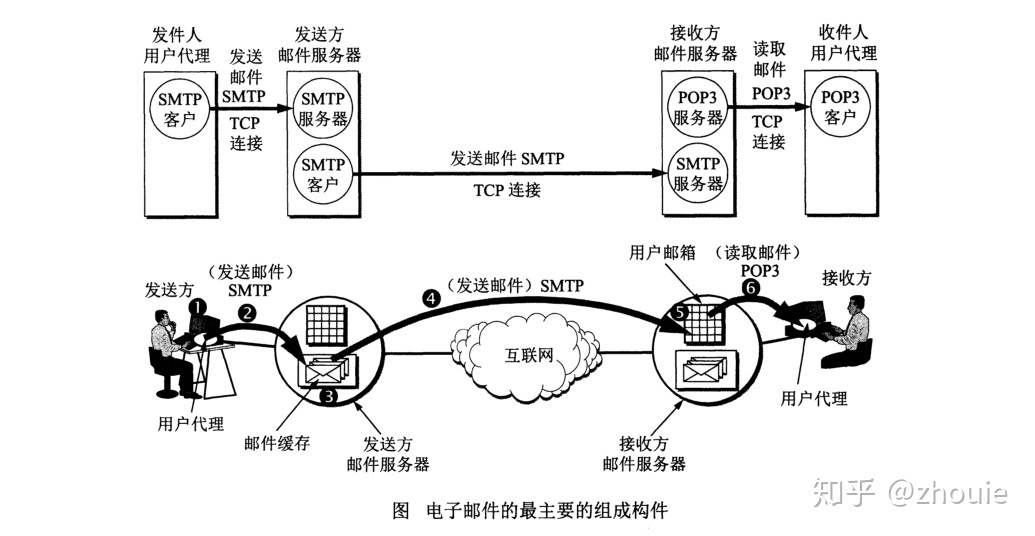 发件人
用户代理
发送
邮件
SMTP
TCP
连接
发送方
邮件服务器
接收方
邮件服务器
读取
邮件
POP3
TCP
连接
收件人
用户代理
SMTP
客户
SMTP
服务器
SMTP
客户
发送邮件 SMTP
TCP 连接
POP3
服务器
SMTP
服务器
POP3
客户
发送方
(发送邮件)
SMTP
(发送邮件) SMTP
用户邮箱
(读取邮件)
POP3
接收方
❶
❷
❸
❹
❺
❻
互联网
用户代理
邮件缓存
发送方
邮件服务器
接收方
邮件服务器
用户代理
图 电子邮件的最主要的组成构件
知乎 @zhouie